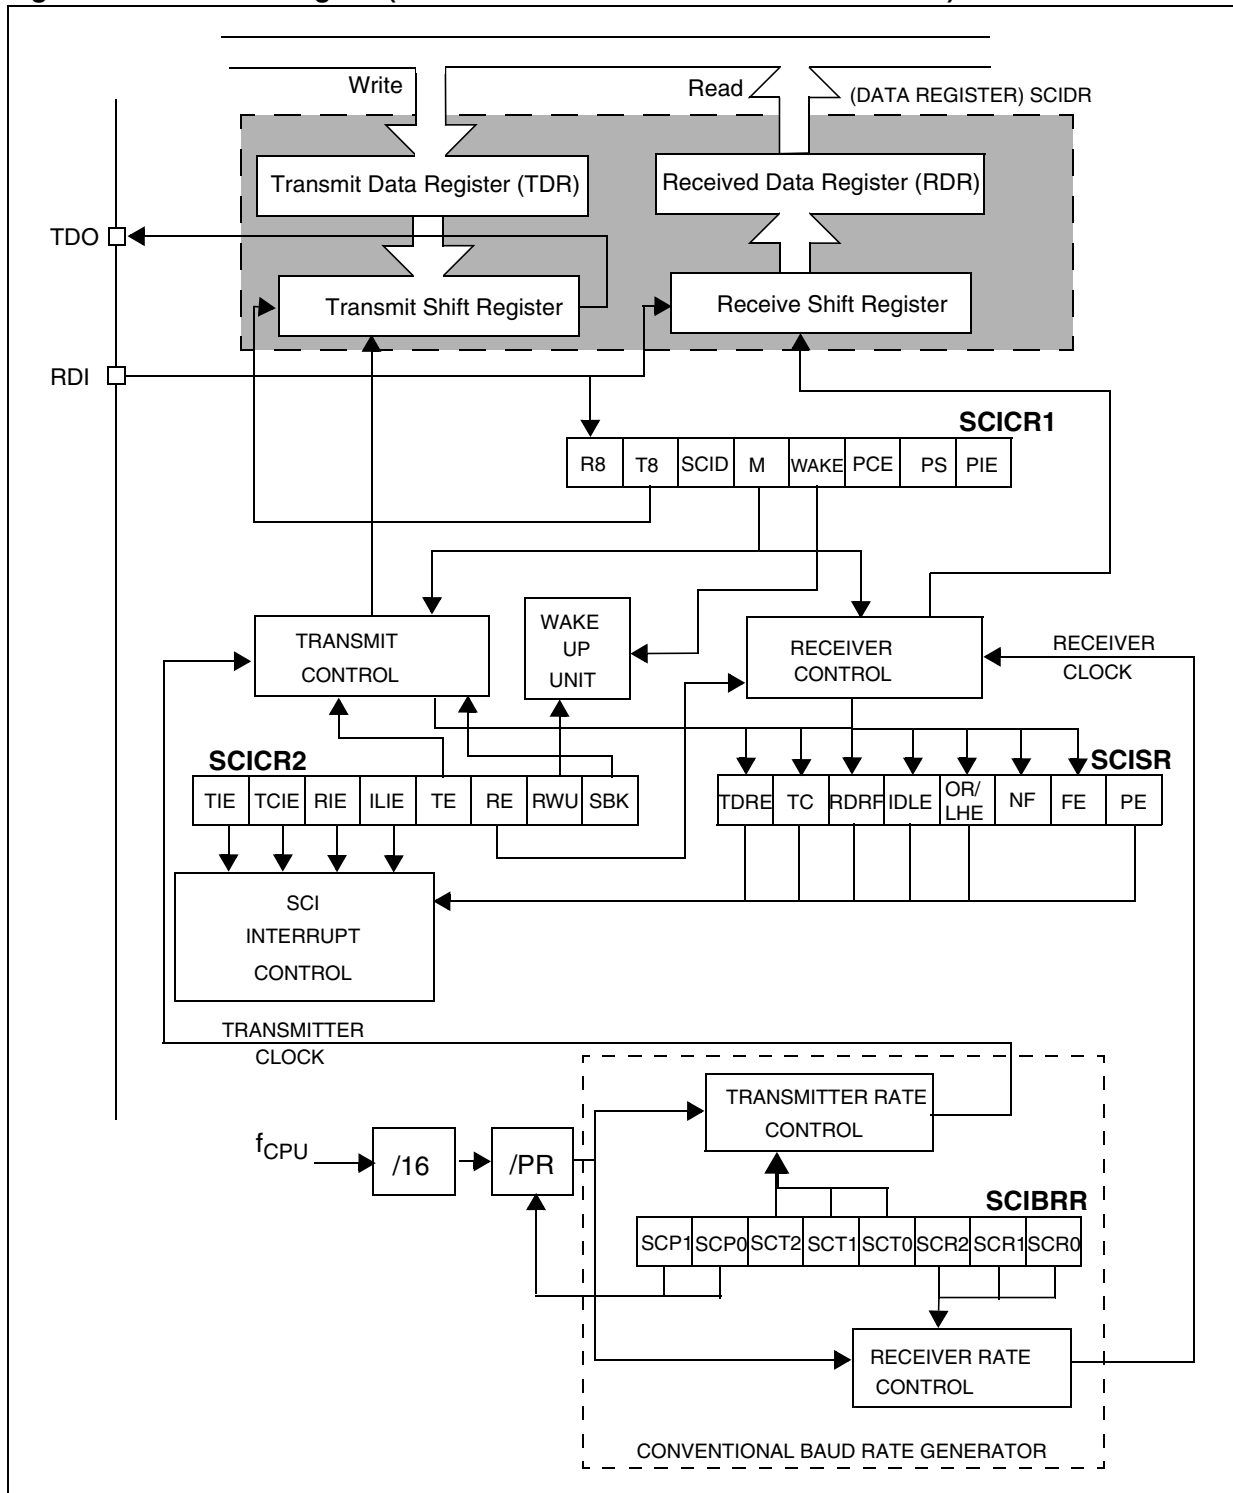 Write
Read
(DATA REGISTER) SCIDR
Transmit Data Register (TDR)
Received Data Register (RDR)
TDO
Transmit Shift Register
Receive Shift Register
RDI
SCICR1
R8 T8 SCID M WAKE PCE PS PIE
TRANSMIT
CONTROL
WAKE
UP
UNIT
RECEIVER
CONTROL
RECEIVER
CLOCK
SCICR2
TIE TCIE RIE ILIE TE RE RWU SBK
SCISR
TDRE TC RDRF IDLE OR/ NF FE PE
LHE
SCI
INTERRUPT
CONTROL
TRANSMITTER
CLOCK
TRANSMITTER RATE
CONTROL
fCPU
/16
/PR
SCIBRR
SCP1 SCP0 SCT2 SCT1 SCT0 SCR2 SCR1 SCR0
RECEIVER RATE
CONTROL
CONVENTIONAL BAUD RATE GENERATOR